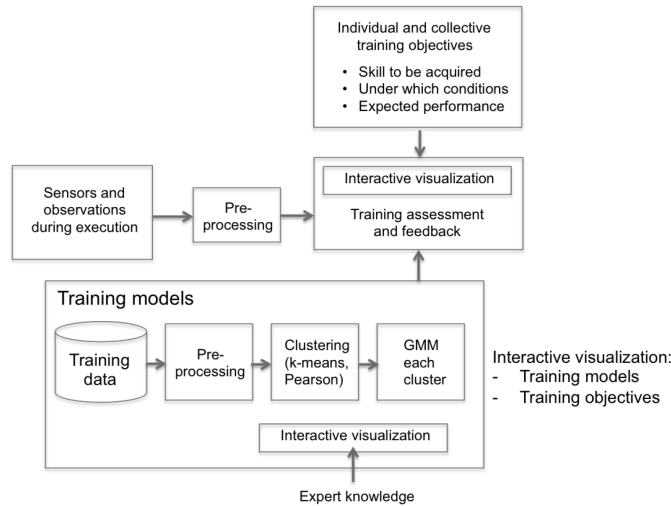 Individual and collective
training objectives
• Skill to be acquired
• Under which conditions
• Expected performance
Interactive visualization
Training assessment
and feedback
Sensors and
observations
during execution
Pre-
processing
Training models
Training
data
Pre-
processing
Clustering
(k-means,
Pearson)
GMM
each
cluster
Interactive visualization
Expert knowledge
Interactive visualization:
- Training models
- Training objectives